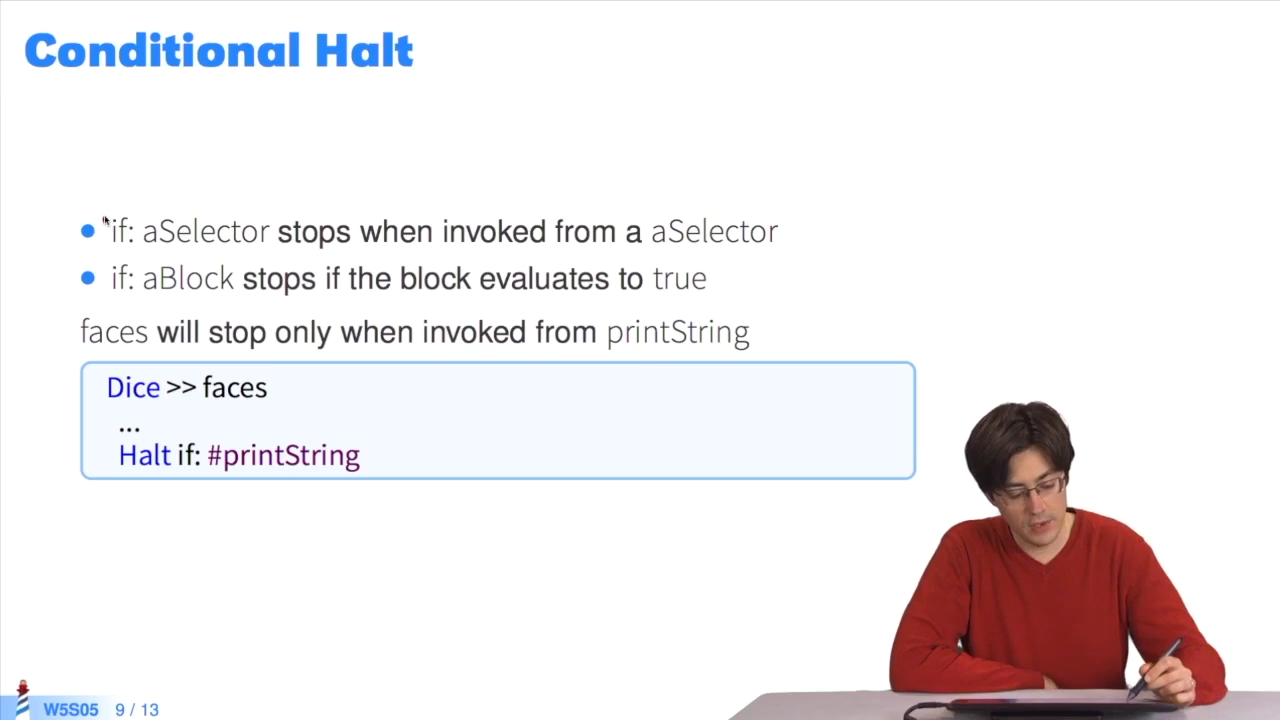 Conditional Halt
if: aSelector stops when invoked from a aSelector
if: aBlock stops if the block evaluates to true
faces will stop only when invoked from printString
Dice >> faces
...
Halt if: #printString
W5S05 9 / 13